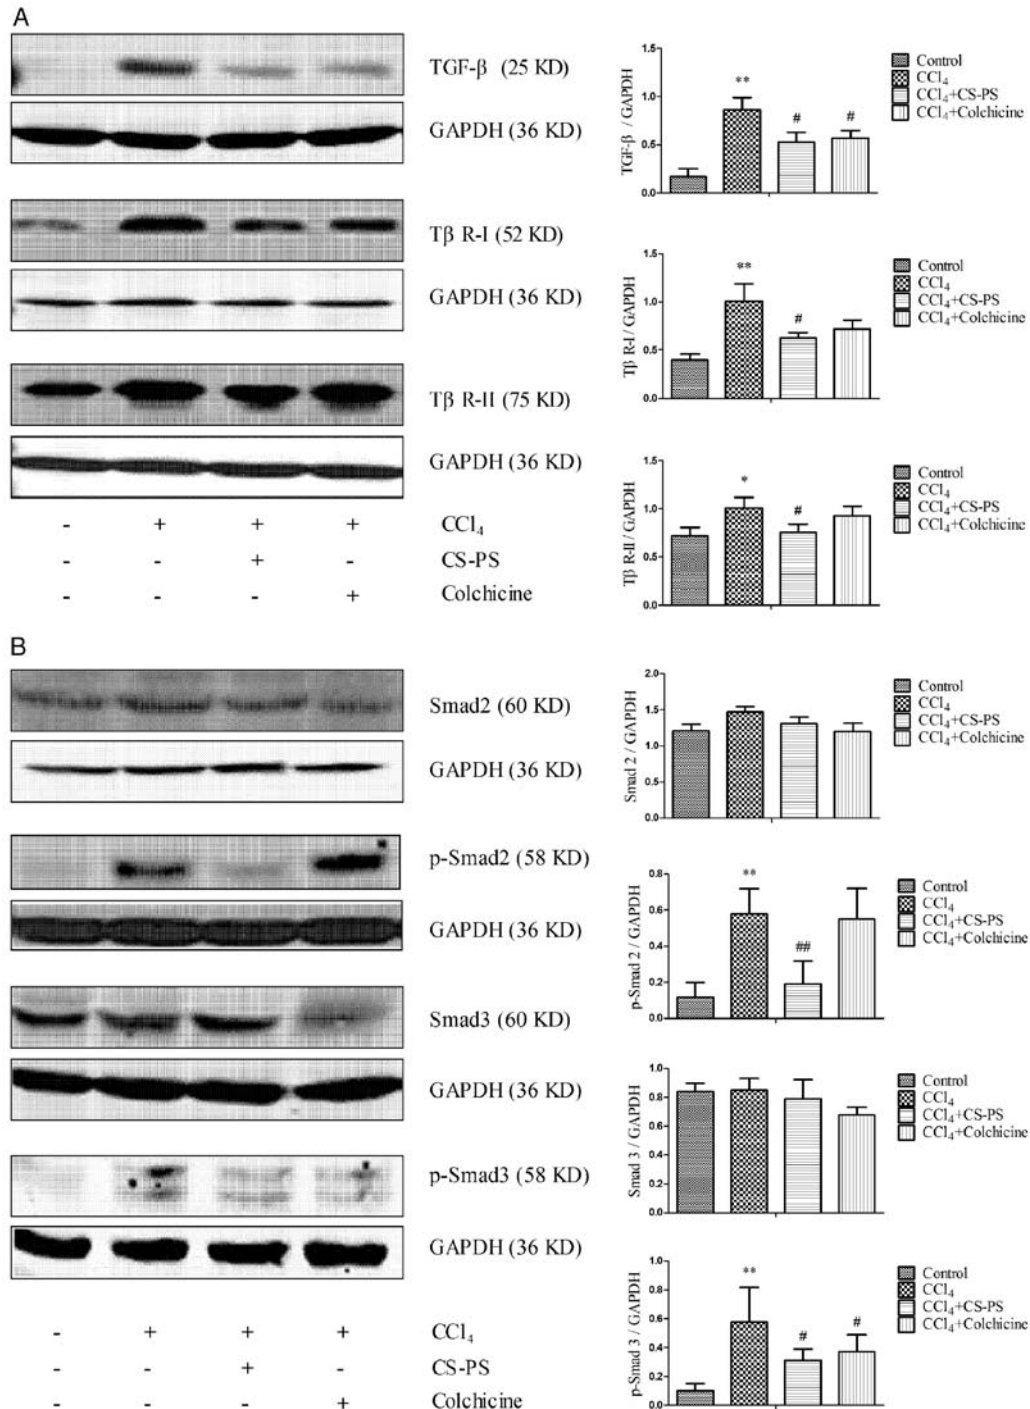 A
TGF-β (25 KD)
GAPDH (36 KD)
Tβ R-I (52 KD)
GAPDH (36 KD)
Tβ R-II (75 KD)
GAPDH (36 KD)
- + + + CCl4
- - + - CS-PS
- - - + Colchicine
TGF-β / GAPDH
1.5
1.0
0.5
0.0
**
#
#
Control
CCl4
CCl4+CS-PS
CCl4+Colchicine
Tβ R-I / GAPDH
1.5
1.0
0.5
0.0
**
#
Control
CCl4
CCl4+CS-PS
CCl4+Colchicine
Tβ R-II / GAPDH
1.5
1.0
0.5
0.0
*
#
Control
CCl4
CCl4+CS-PS
CCl4+Colchicine
B
Smad2 (60 KD)
GAPDH (36 KD)
p-Smad2 (58 KD)
GAPDH (36 KD)
Smad3 (60 KD)
GAPDH (36 KD)
p-Smad3 (58 KD)
GAPDH (36 KD)
- + + + CCl4
- - + - CS-PS
- - - + Colchicine
Smad 2 / GAPDH
2.0
1.5
1.0
0.5
0.0
Control
CCl4
CCl4+CS-PS
CCl4+Colchicine
p-Smad 2 / GAPDH
0.8
0.6
0.4
0.2
0.0
**
##
Control
CCl4
CCl4+CS-PS
CCl4+Colchicine
Smad 3 / GAPDH
1.0
0.8
0.6
0.4
0.2
0.0
Control
CCl4
CCl4+CS-PS
CCl4+Colchicine
p-Smad 3 / GAPDH
1.0
0.8
0.6
0.4
0.2
0.0
**
#
#
Control
CCl4
CCl4+CS-PS
CCl4+Colchicine